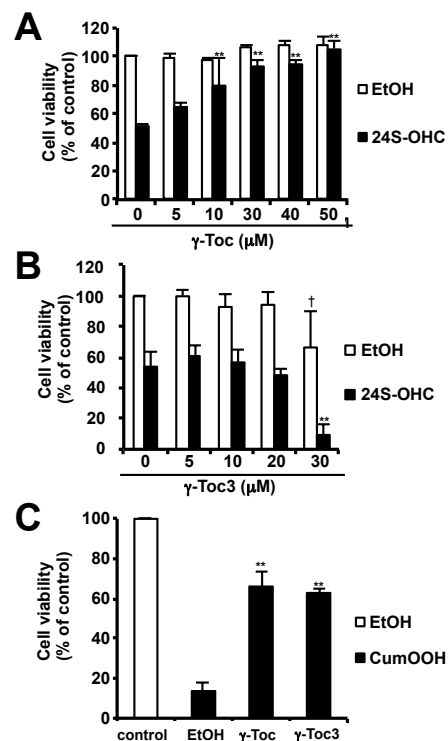 A
Cell viability
(% of control)
120
100
80
60
40
20
0
** ** ** **
EtOH
24S-OHC
0 5 10 30 40 50
γ-Toc (μM)
B
Cell viability
(% of control)
120
100
80
60
40
20
0
†
**
EtOH
24S-OHC
0 5 10 20 30
γ-Toc3 (μM)
C
Cell viability
(% of control)
100
80
60
40
20
0
** **
EtOH
CumOOH
control EtOH γ-Toc γ-Toc3